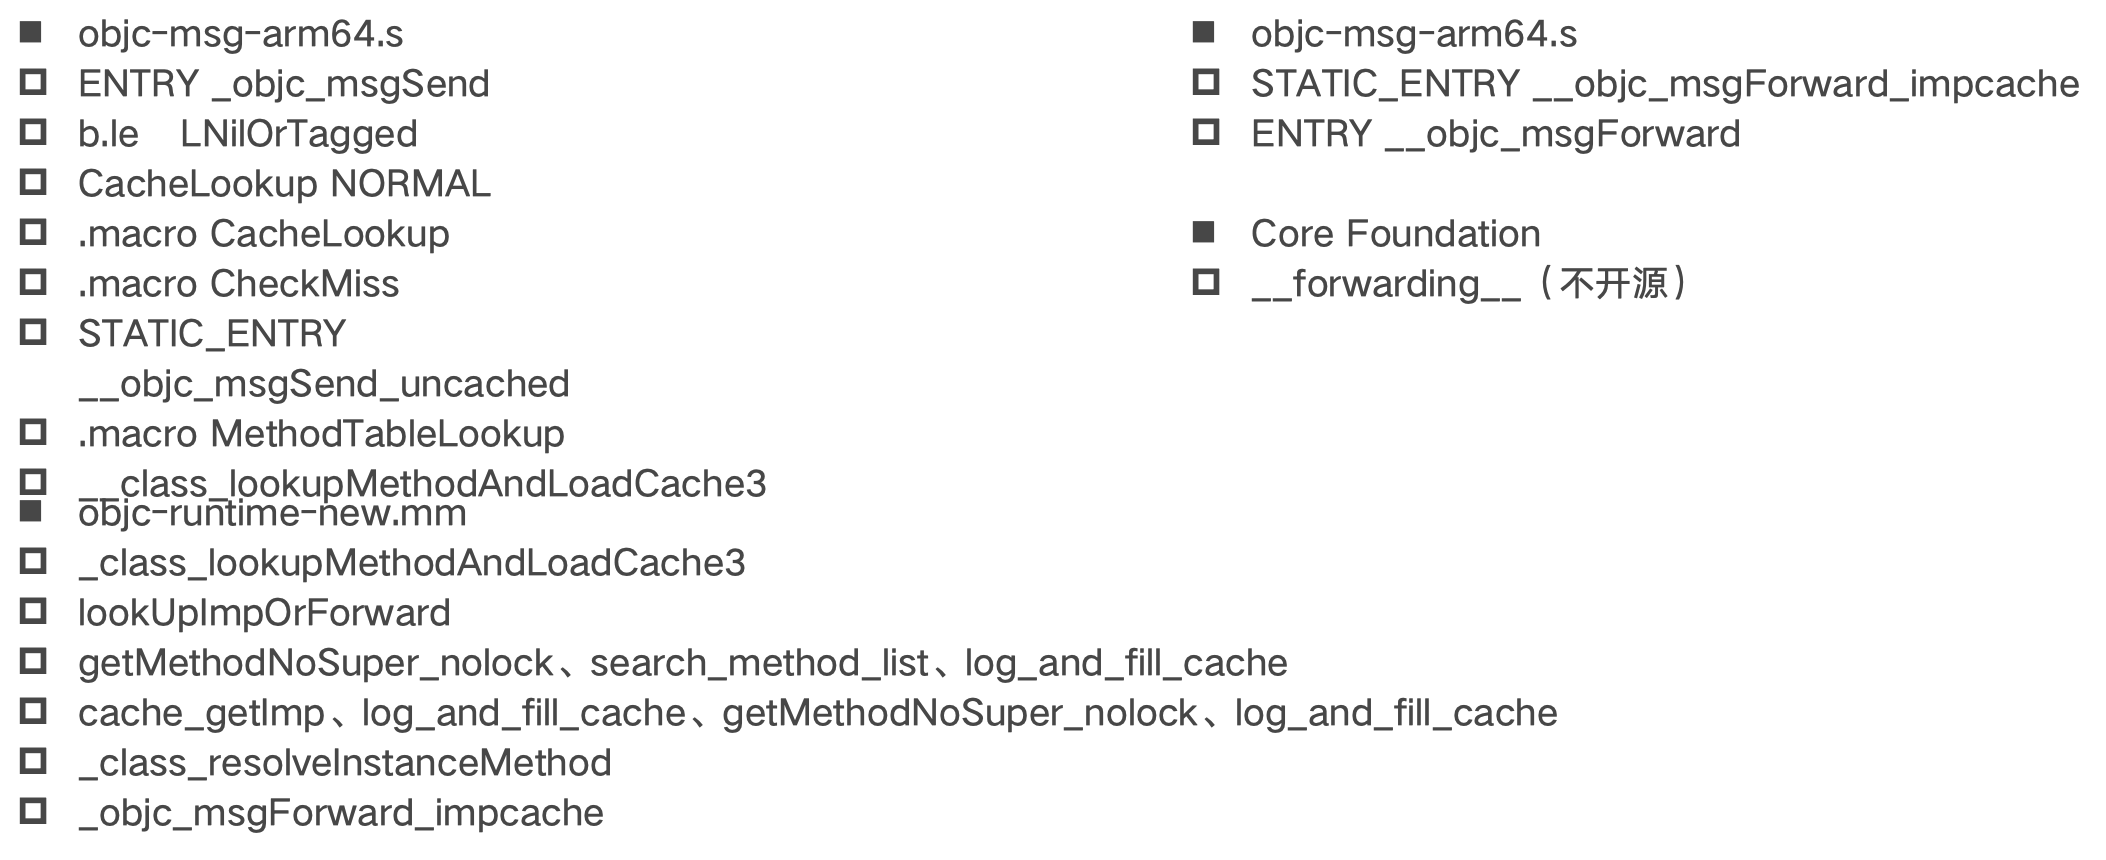 objc-msg-arm64.s
ENTRY _objc_msgSend
b.le LNilOrTagged
CacheLookup NORMAL
.macro CacheLookup
.macro CheckMiss
STATIC_ENTRY
__objc_msgSend_uncached
.macro MethodTableLookup
__class_lookupMethodAndLoadCache3
objc-runtime-new.mm
_class_lookupMethodAndLoadCache3
lookUpImpOrForward
getMethodNoSuper_nolock、search_method_list、log_and_fill_cache
cache_getImp、log_and_fill_cache、getMethodNoSuper_nolock、log_and_fill_cache
_class_resolveInstanceMethod
_objc_msgForward_impcache
objc-msg-arm64.s
STATIC_ENTRY __objc_msgForward_impcache
ENTRY __objc_msgForward
Core Foundation
__forwarding__（不开源）